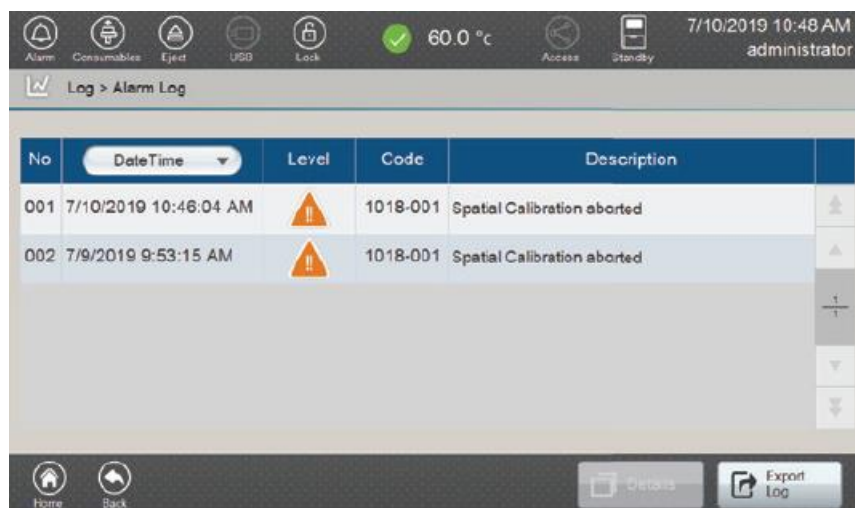 60.0 °c
7/10/2019 10:48 AM
administrator
Alarm Consumables Eject USB Lock Access Standby
Log > Alarm Log
No DateTime Level Code Description
001 7/10/2019 10:46:04 AM !! 1018-001 Spatial Calibration aborted
002 7/9/2019 9:53:15 AM !! 1018-001 Spatial Calibration aborted
1
1
Details
Export
Log
Home Back